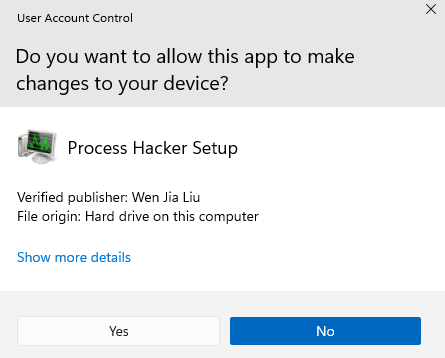 User Account Control
Do you want to allow this app to make
changes to your device?
Process Hacker Setup
Verified publisher: Wen Jia Liu
File origin: Hard drive on this computer
Show more details
Yes
No